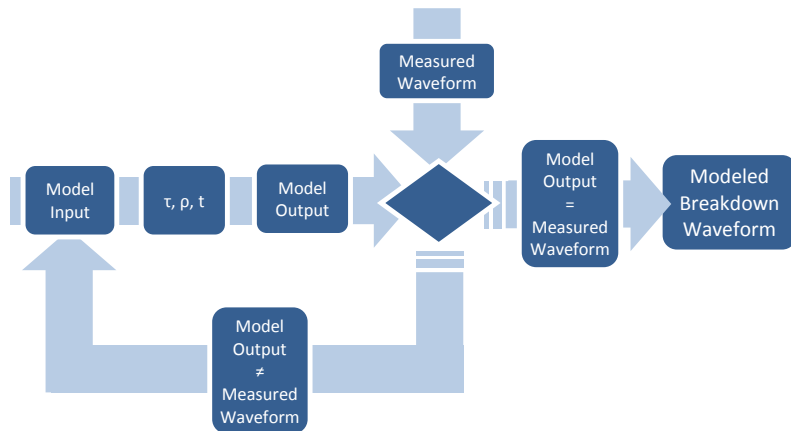 Measured
Waveform
Model
Input
τ, ρ, t
Model
Output
Model
Output
=
Measured
Waveform
Modeled
Breakdown
Waveform
Model
Output
≠
Measured
Waveform